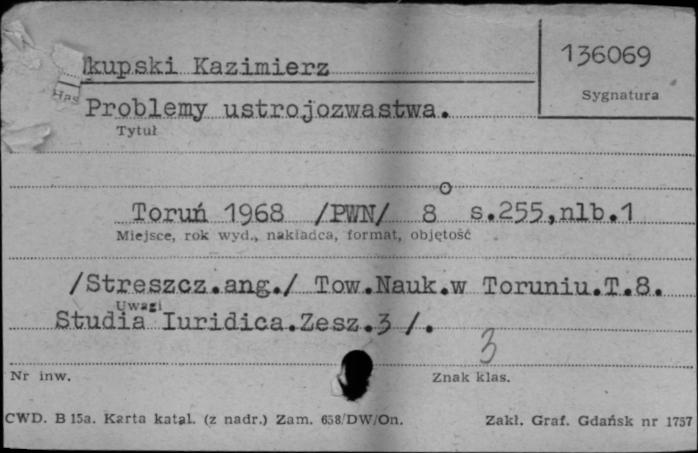 kupski Kazimierz
136069
Sygnatura
Has
Problemy ustrojozwastwa.
Tytuł
Toruń 1968 /PWN/ 8° s.255,nlb.1
Miejsce, rok wyd., nakładca, format, objętość
/Streszcz.ang./ Tow.Nauk.w Toruniu.T.8.
Uwagi
Studia Iuridica.Zesz.3 /.
3
Nr inw.
Znak klas.
CWD. B 15a. Karta katal. (z nadr.) Zam. 658/DW/On.
Zakł. Graf. Gdańsk nr 1757